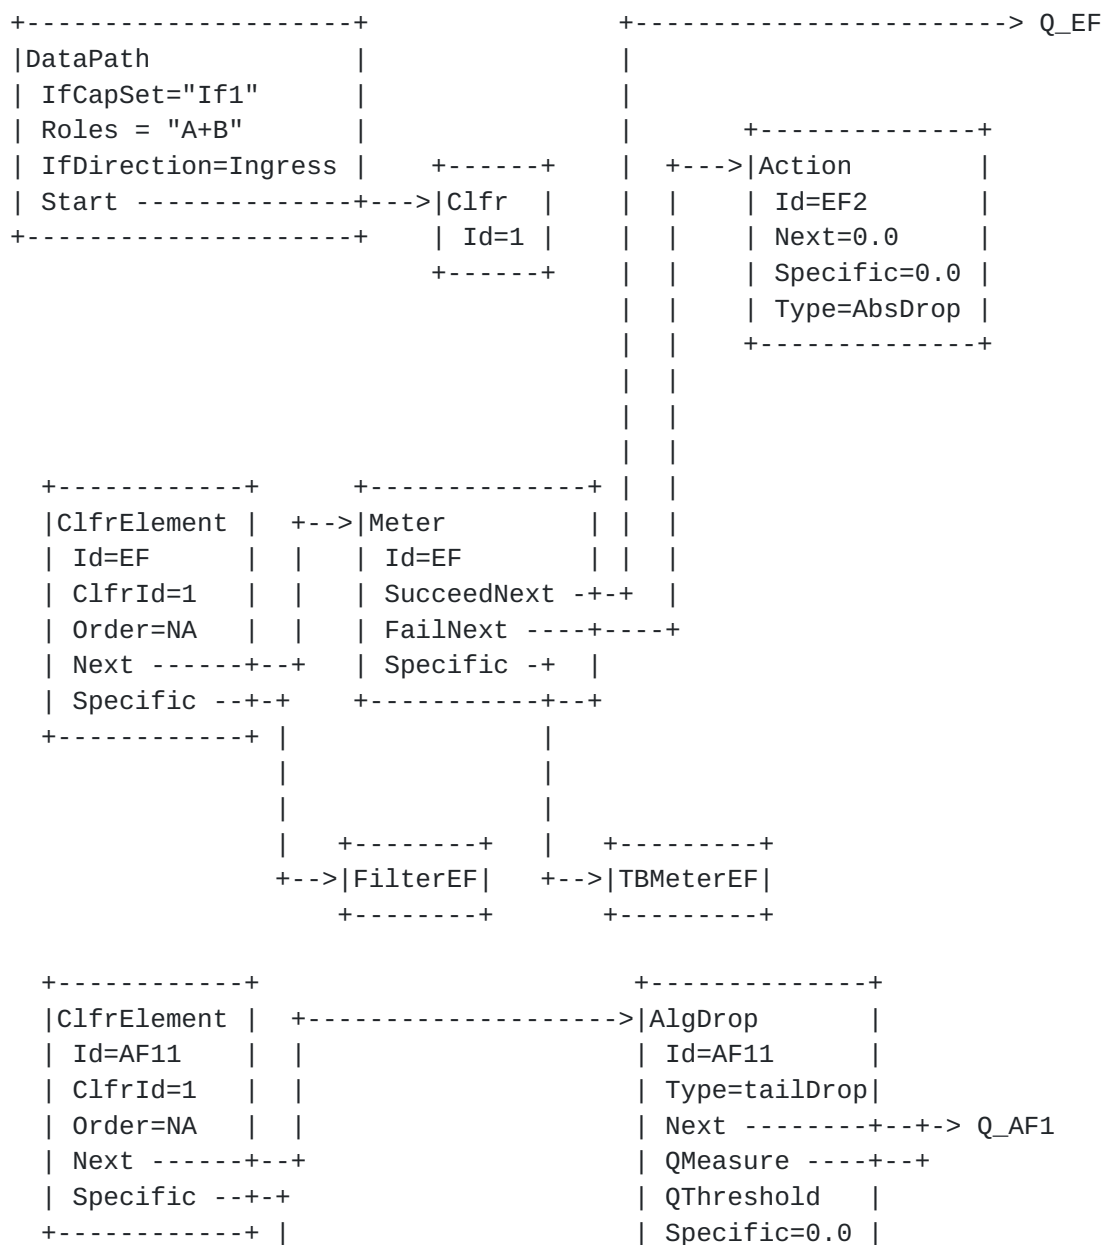 +---------------------+                +------------------------> Q_EF
|DataPath             |                |
| IfCapSet="If1"      |                |
| Roles = "A+B"       |                |       +--------------+
| IfDirection=Ingress |    +------+    |  +--->|Action        |
| Start --------------+--->|Clfr  |    |  |    | Id=EF2       |
+---------------------+    | Id=1 |    |  |    | Next=0.0     |
                           +------+    |  |    | Specific=0.0 |
                                       |  |    | Type=AbsDrop |
                                       |  |    +--------------+
                                       |  |
                                       |  |
                                       |  |
  +------------+      +--------------+ |  |
  |ClfrElement |  +-->|Meter         | |  |
  | Id=EF      |  |   | Id=EF        | |  |
  | ClfrId=1   |  |   | SucceedNext -+-+  |
  | Order=NA   |  |   | FailNext ----+----+
  | Next ------+--+   | Specific -+  |
  | Specific --+-+    +-----------+--+
  +------------+ |                |
                 |                |
                 |                |
                 |   +--------+   |   +---------+
                 +-->|FilterEF|   +-->|TBMeterEF|
                     +--------+       +---------+

  +------------+                        +--------------+
  |ClfrElement |  +-------------------->|AlgDrop       |
  | Id=AF11    |  |                     | Id=AF11      |
  | ClfrId=1   |  |                     | Type=tailDrop|
  | Order=NA   |  |                     | Next --------+--+-> Q_AF1
  | Next ------+--+                     | QMeasure ----+--+
  | Specific --+-+                      | QThreshold   |
  +------------+ |                      | Specific=0.0 |